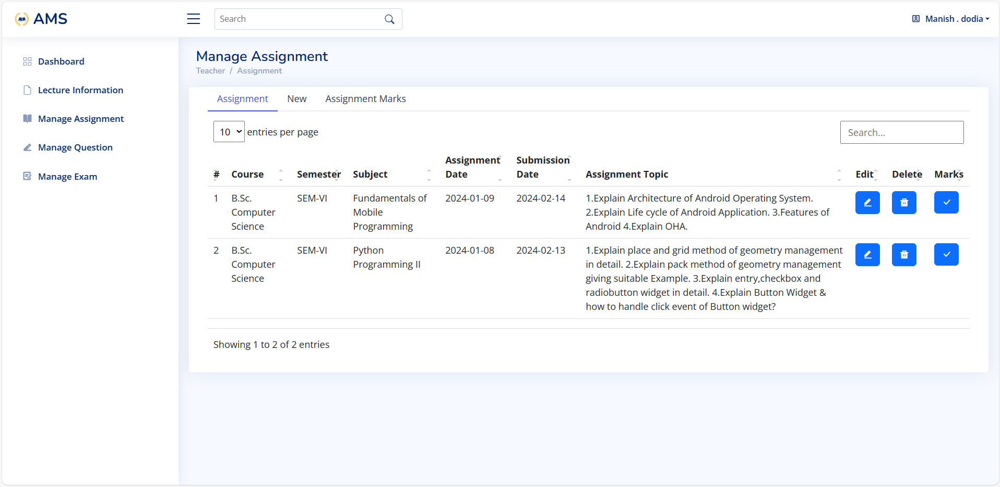 AMS
Search
Manish . dodia
Dashboard
Lecture Information
Manage Assignment
Manage Question
Manage Exam
Manage Assignment
Teacher / Assignment
Assignment New Assignment Marks
10 entries per page
Search...
# Course Semester Subject Assignment Date Submission Date Assignment Topic Edit Delete Marks
1 B.Sc. Computer Science SEM-VI Fundamentals of Mobile Programming 2024-01-09 2024-02-14 1.Explain Architecture of Android Operating System.
2.Explain Life cycle of Android Application. 3.Features of
Android 4.Explain OHA.
2 B.Sc. Computer Science SEM-VI Python Programming II 2024-01-08 2024-02-13 1.Explain place and grid method of geometry management
in detail. 2.Explain pack method of geometry management
giving suitable Example. 3.Explain entry,checkbox and
radiobutton widget in detail. 4.Explain Button Widget &
how to handle click event of Button widget?
Showing 1 to 2 of 2 entries